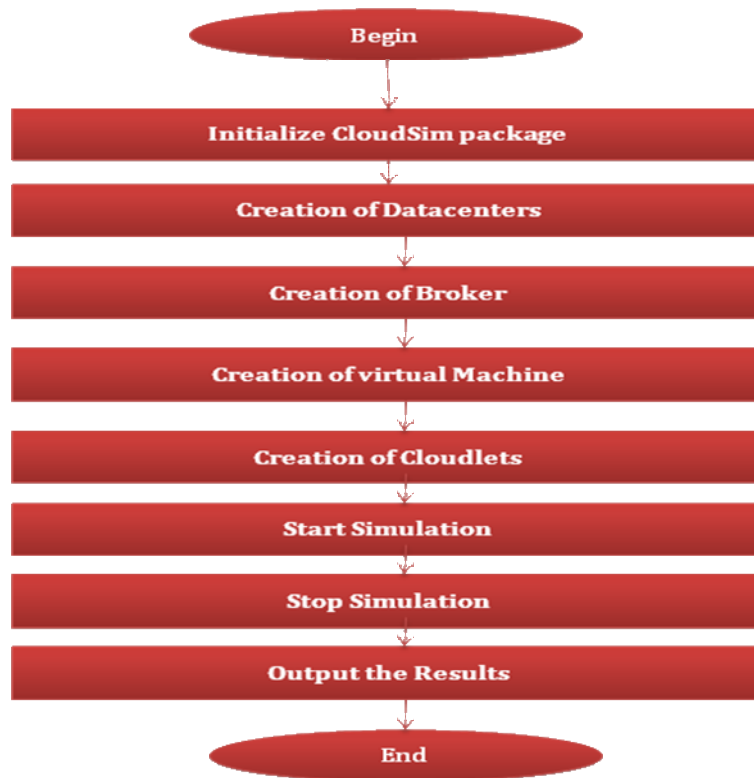 Begin
Initialize CloudSim package
Creation of Datacenters
Creation of Broker
Creation of virtual Machine
Creation of Cloudlets
Start Simulation
Stop Simulation
Output the Results
End